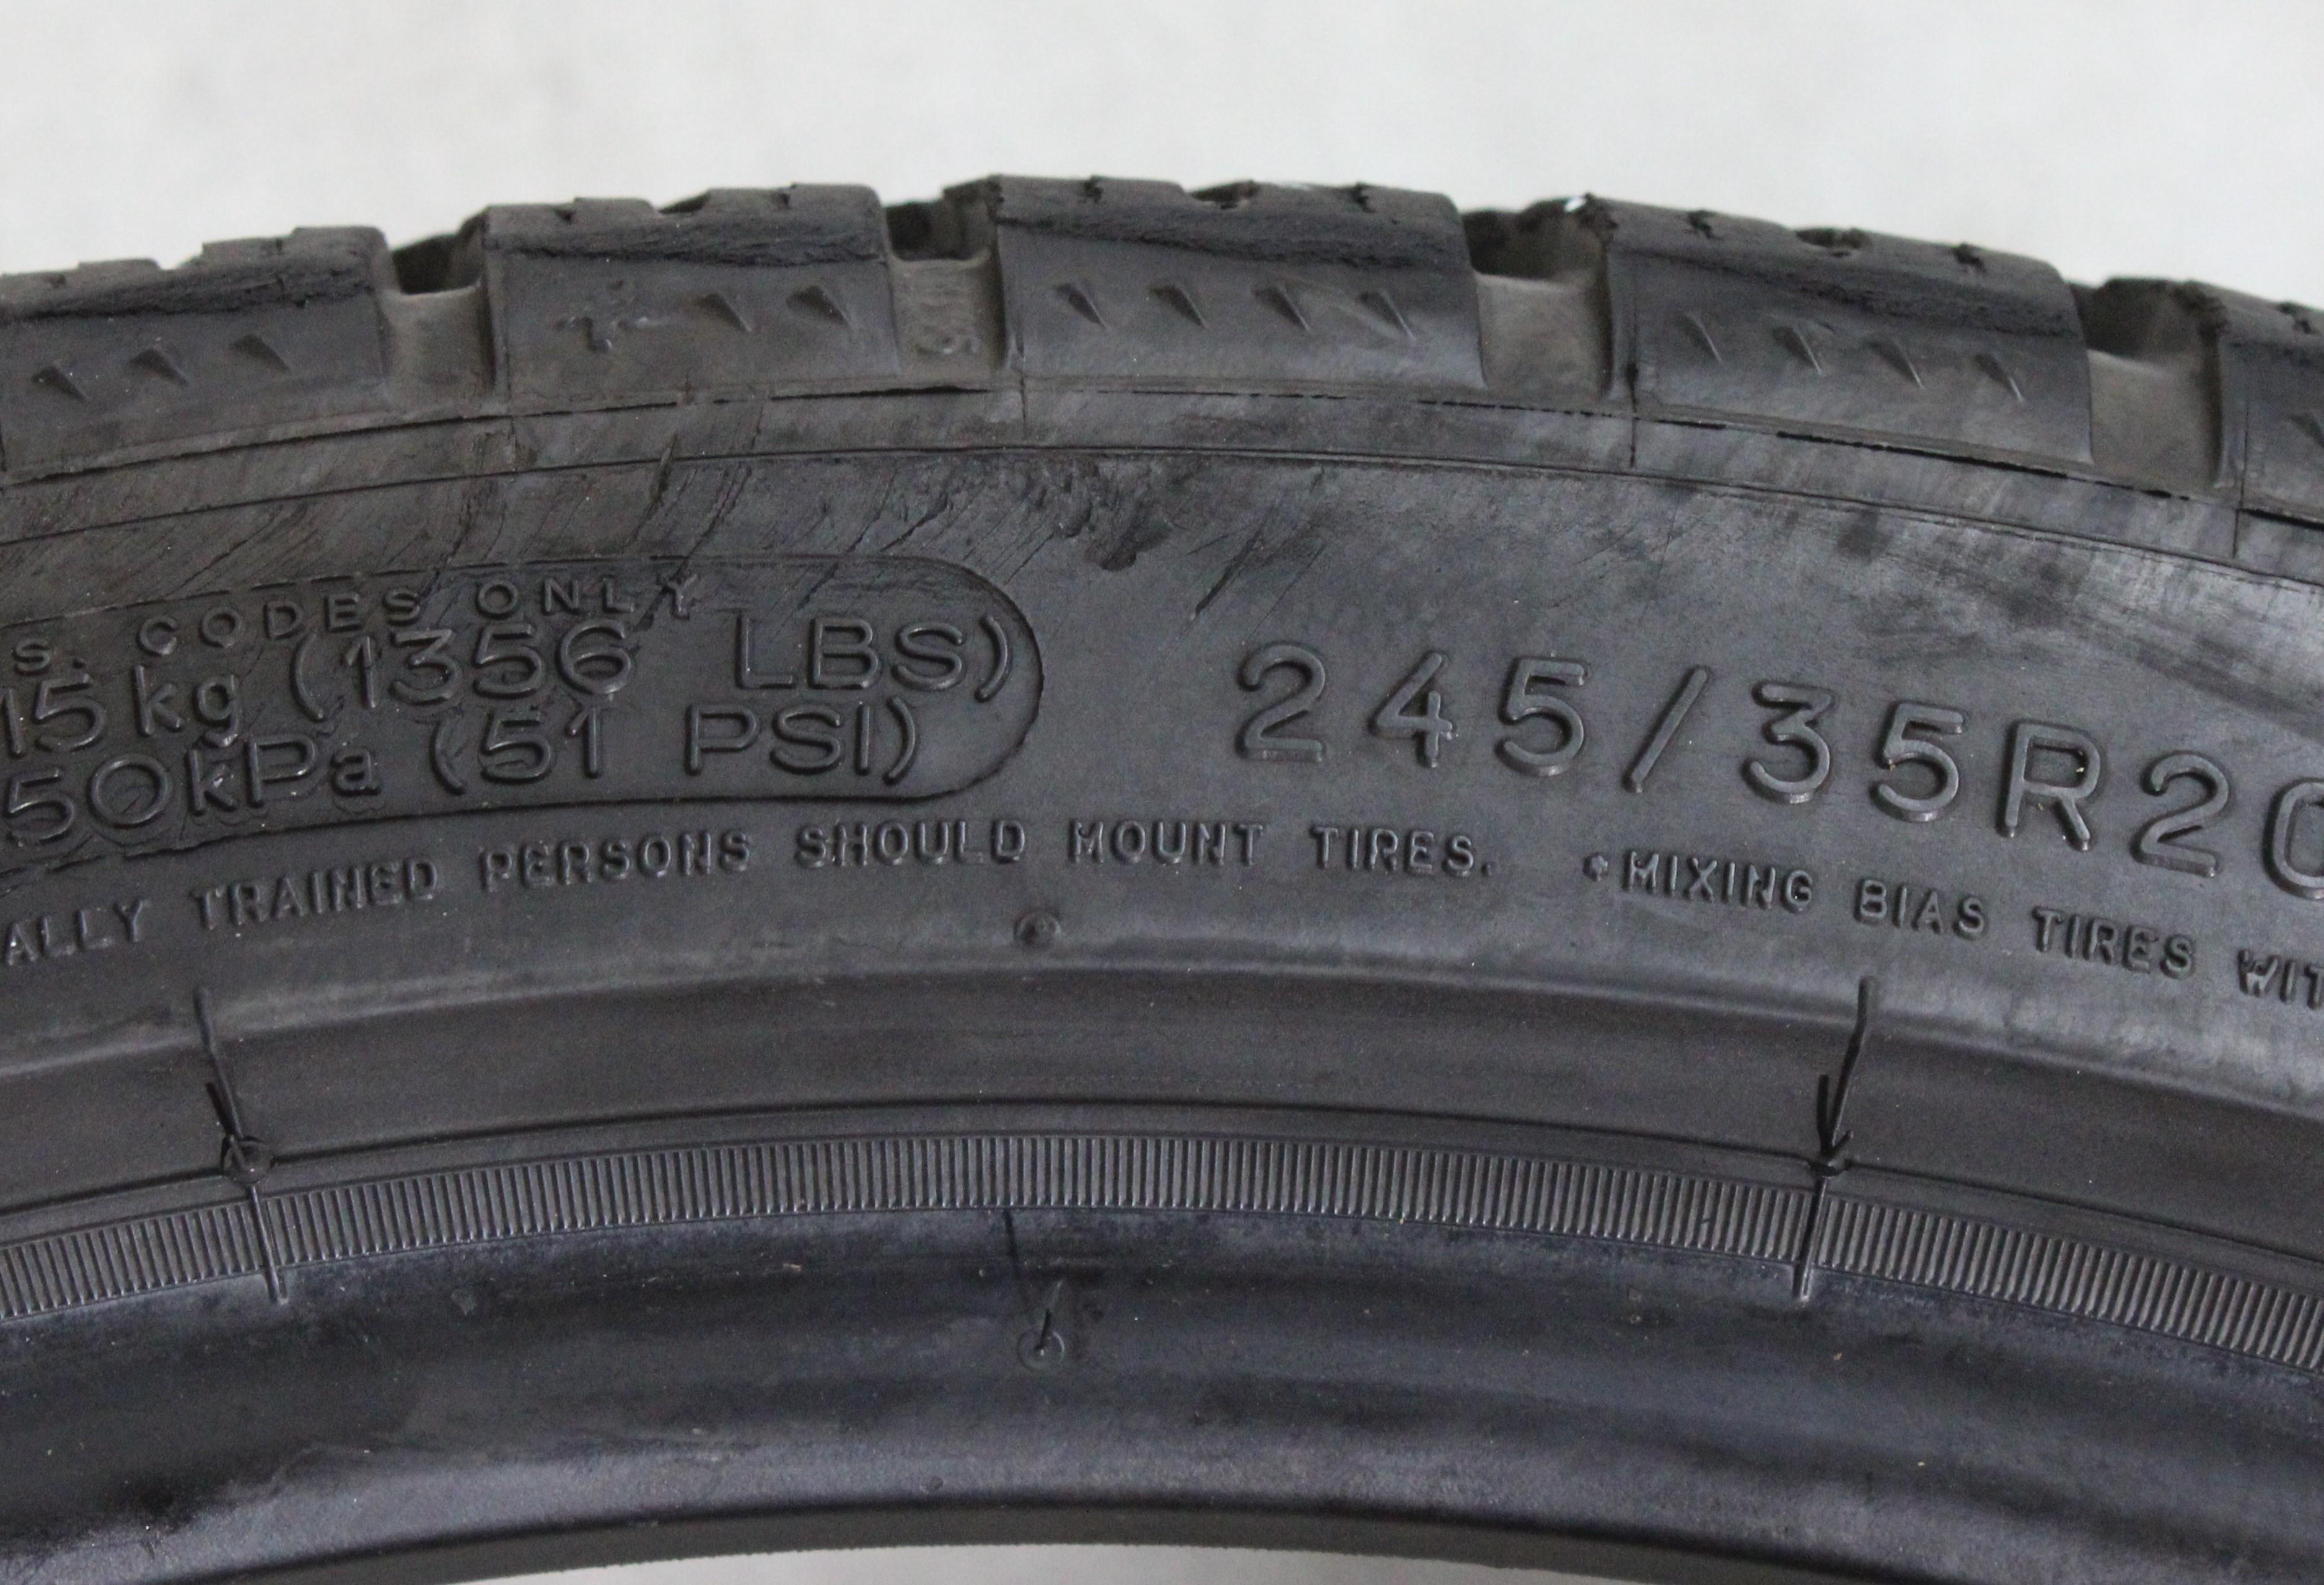 S. CODES ONLY
15 kg (1356 LBS)
50kPa (51 PSI)
245/35R20
ALLY TRAINED PERSONS SHOULD MOUNT TIRES. •MIXING BIAS TIRES WIT